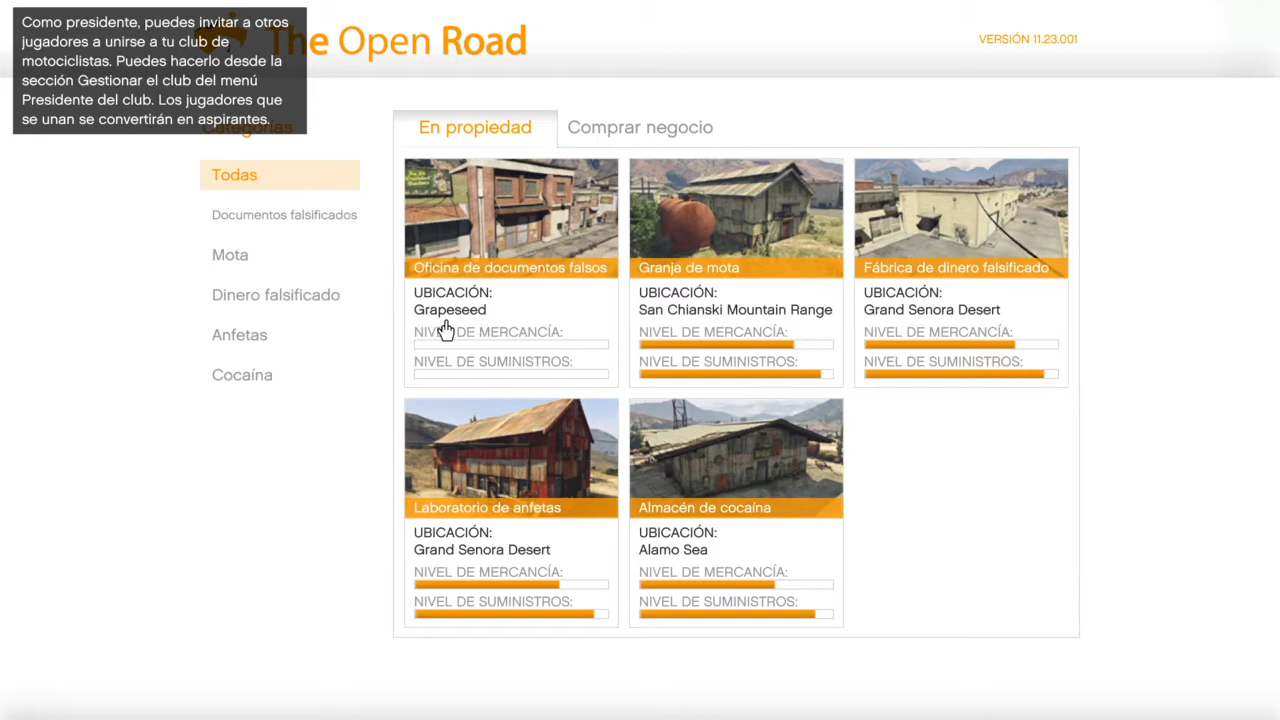 Como presidente, puedes invitar a otros
jugadores a unirse a tu club de
motociclistas. Puedes hacerlo desde la
sección Gestionar el club del menú
Presidente del club. Los jugadores que
se unan se convertirán en aspirantes.
The Open Road
VERSIÓN 11.23.001
Categorías
Todas
Documentos falsificados
Mota
Dinero falsificado
Anfetas
Cocaína
En propiedad
Comprar negocio
Oficina de documentos falsos
UBICACIÓN:
Grapeseed
NIVEL DE MERCANCÍA:
NIVEL DE SUMINISTROS:
Granja de mota
UBICACIÓN:
San Chianski Mountain Range
NIVEL DE MERCANCÍA:
NIVEL DE SUMINISTROS:
Fábrica de dinero falsificado
UBICACIÓN:
Grand Senora Desert
NIVEL DE MERCANCÍA:
NIVEL DE SUMINISTROS:
Laboratorio de anfetas
UBICACIÓN:
Grand Senora Desert
NIVEL DE MERCANCÍA:
NIVEL DE SUMINISTROS:
Almacén de cocaína
UBICACIÓN:
Alamo Sea
NIVEL DE MERCANCÍA:
NIVEL DE SUMINISTROS: